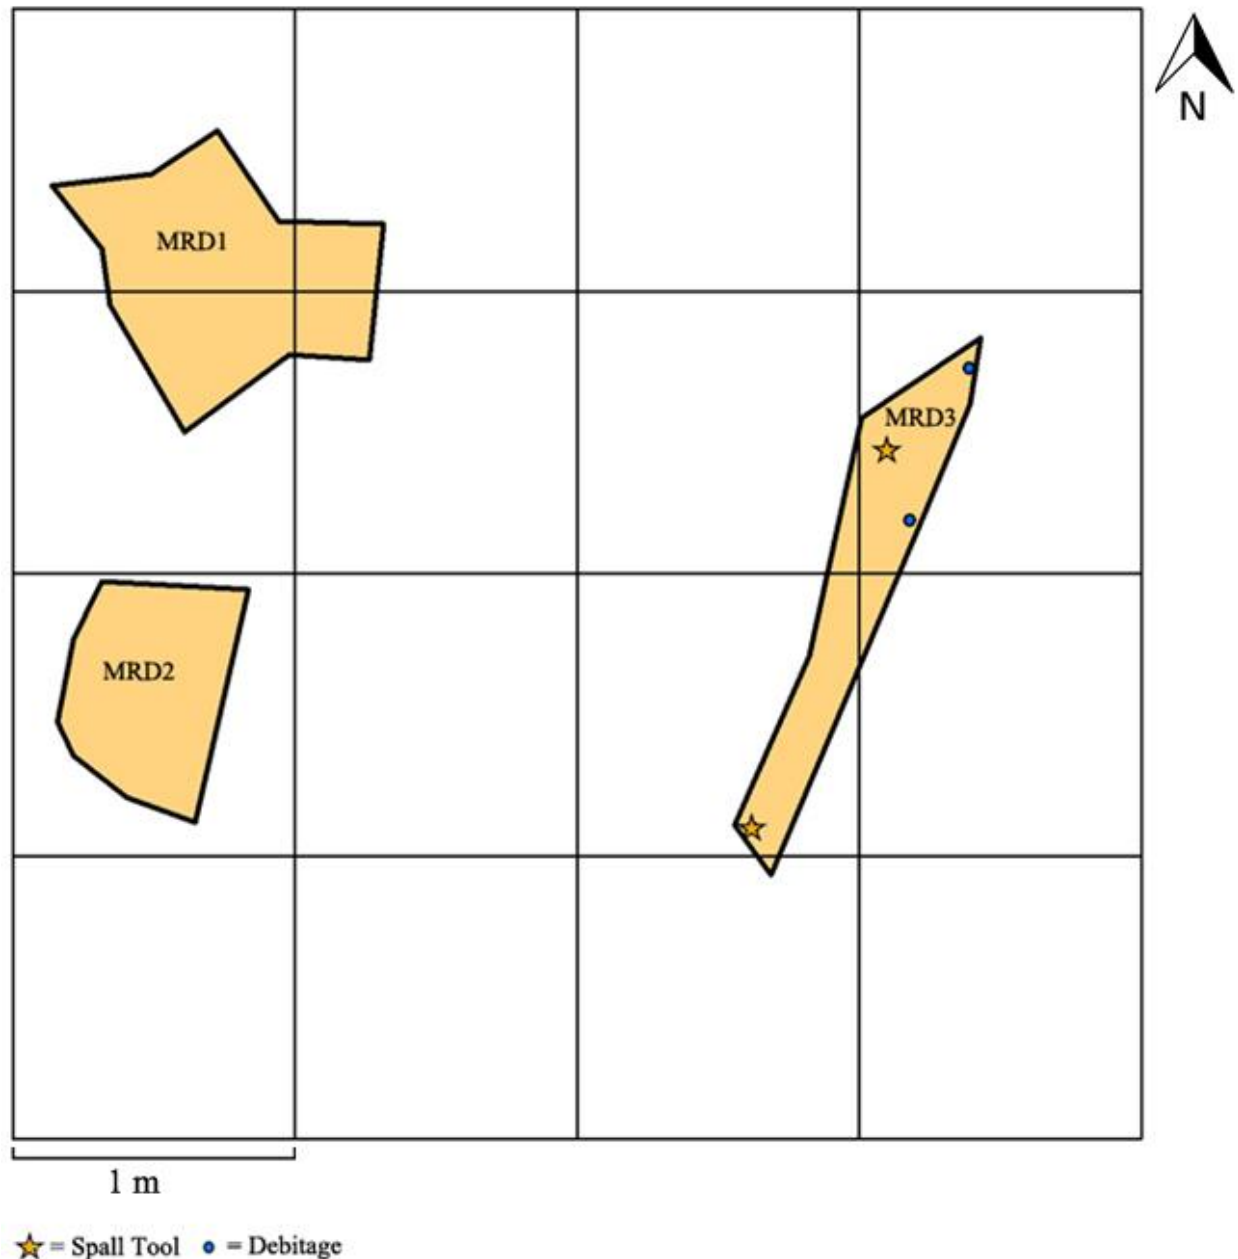 N
MRD1
MRD3
MRD2
1 m
= Spall Tool = Debitage